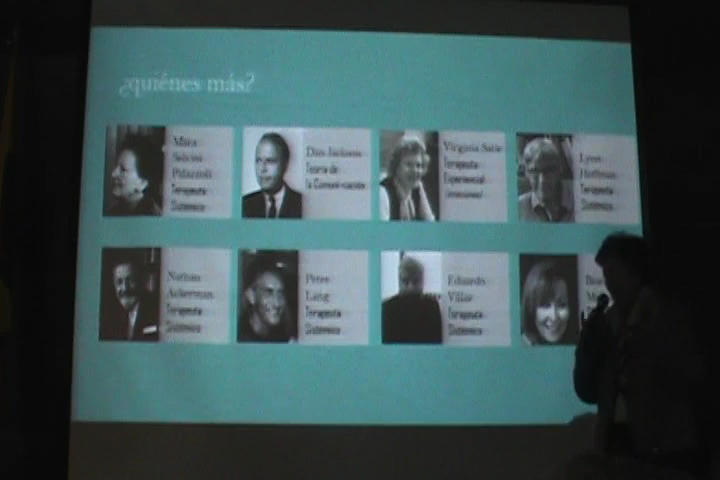 ¿quiénes más?
Mara
Selvini
Palazzoli
Terapeuta
Sistémica
Don Jackson
Teoría de
la Comunicación
Virginia Satir
Terapeuta
Experiencial
Lynn
Hoffman
Terapeuta
Sistémica
Nathan
Ackerman
Terapeuta
Sistémico
Peter
Lang
Terapeuta
Sistémico
Eduardo
Villar
Terapeuta
Sistémico